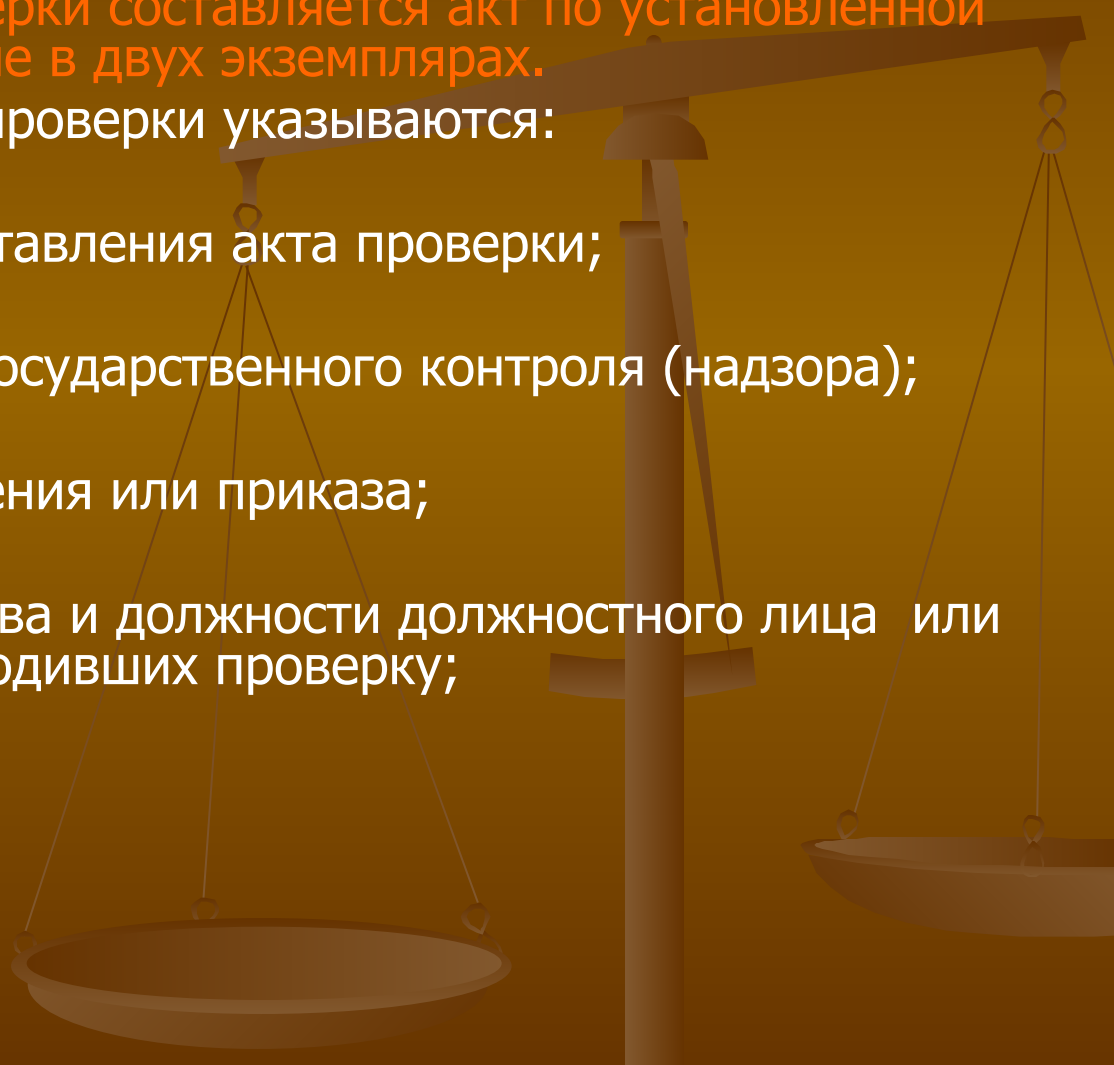 ерки составляется акт по установленной
ие в двух экземплярах.
проверки указываются:
тавления акта проверки;
осударственного контроля (надзора);
ения или приказа;
ва и должности должностного лица или
одивших проверку;